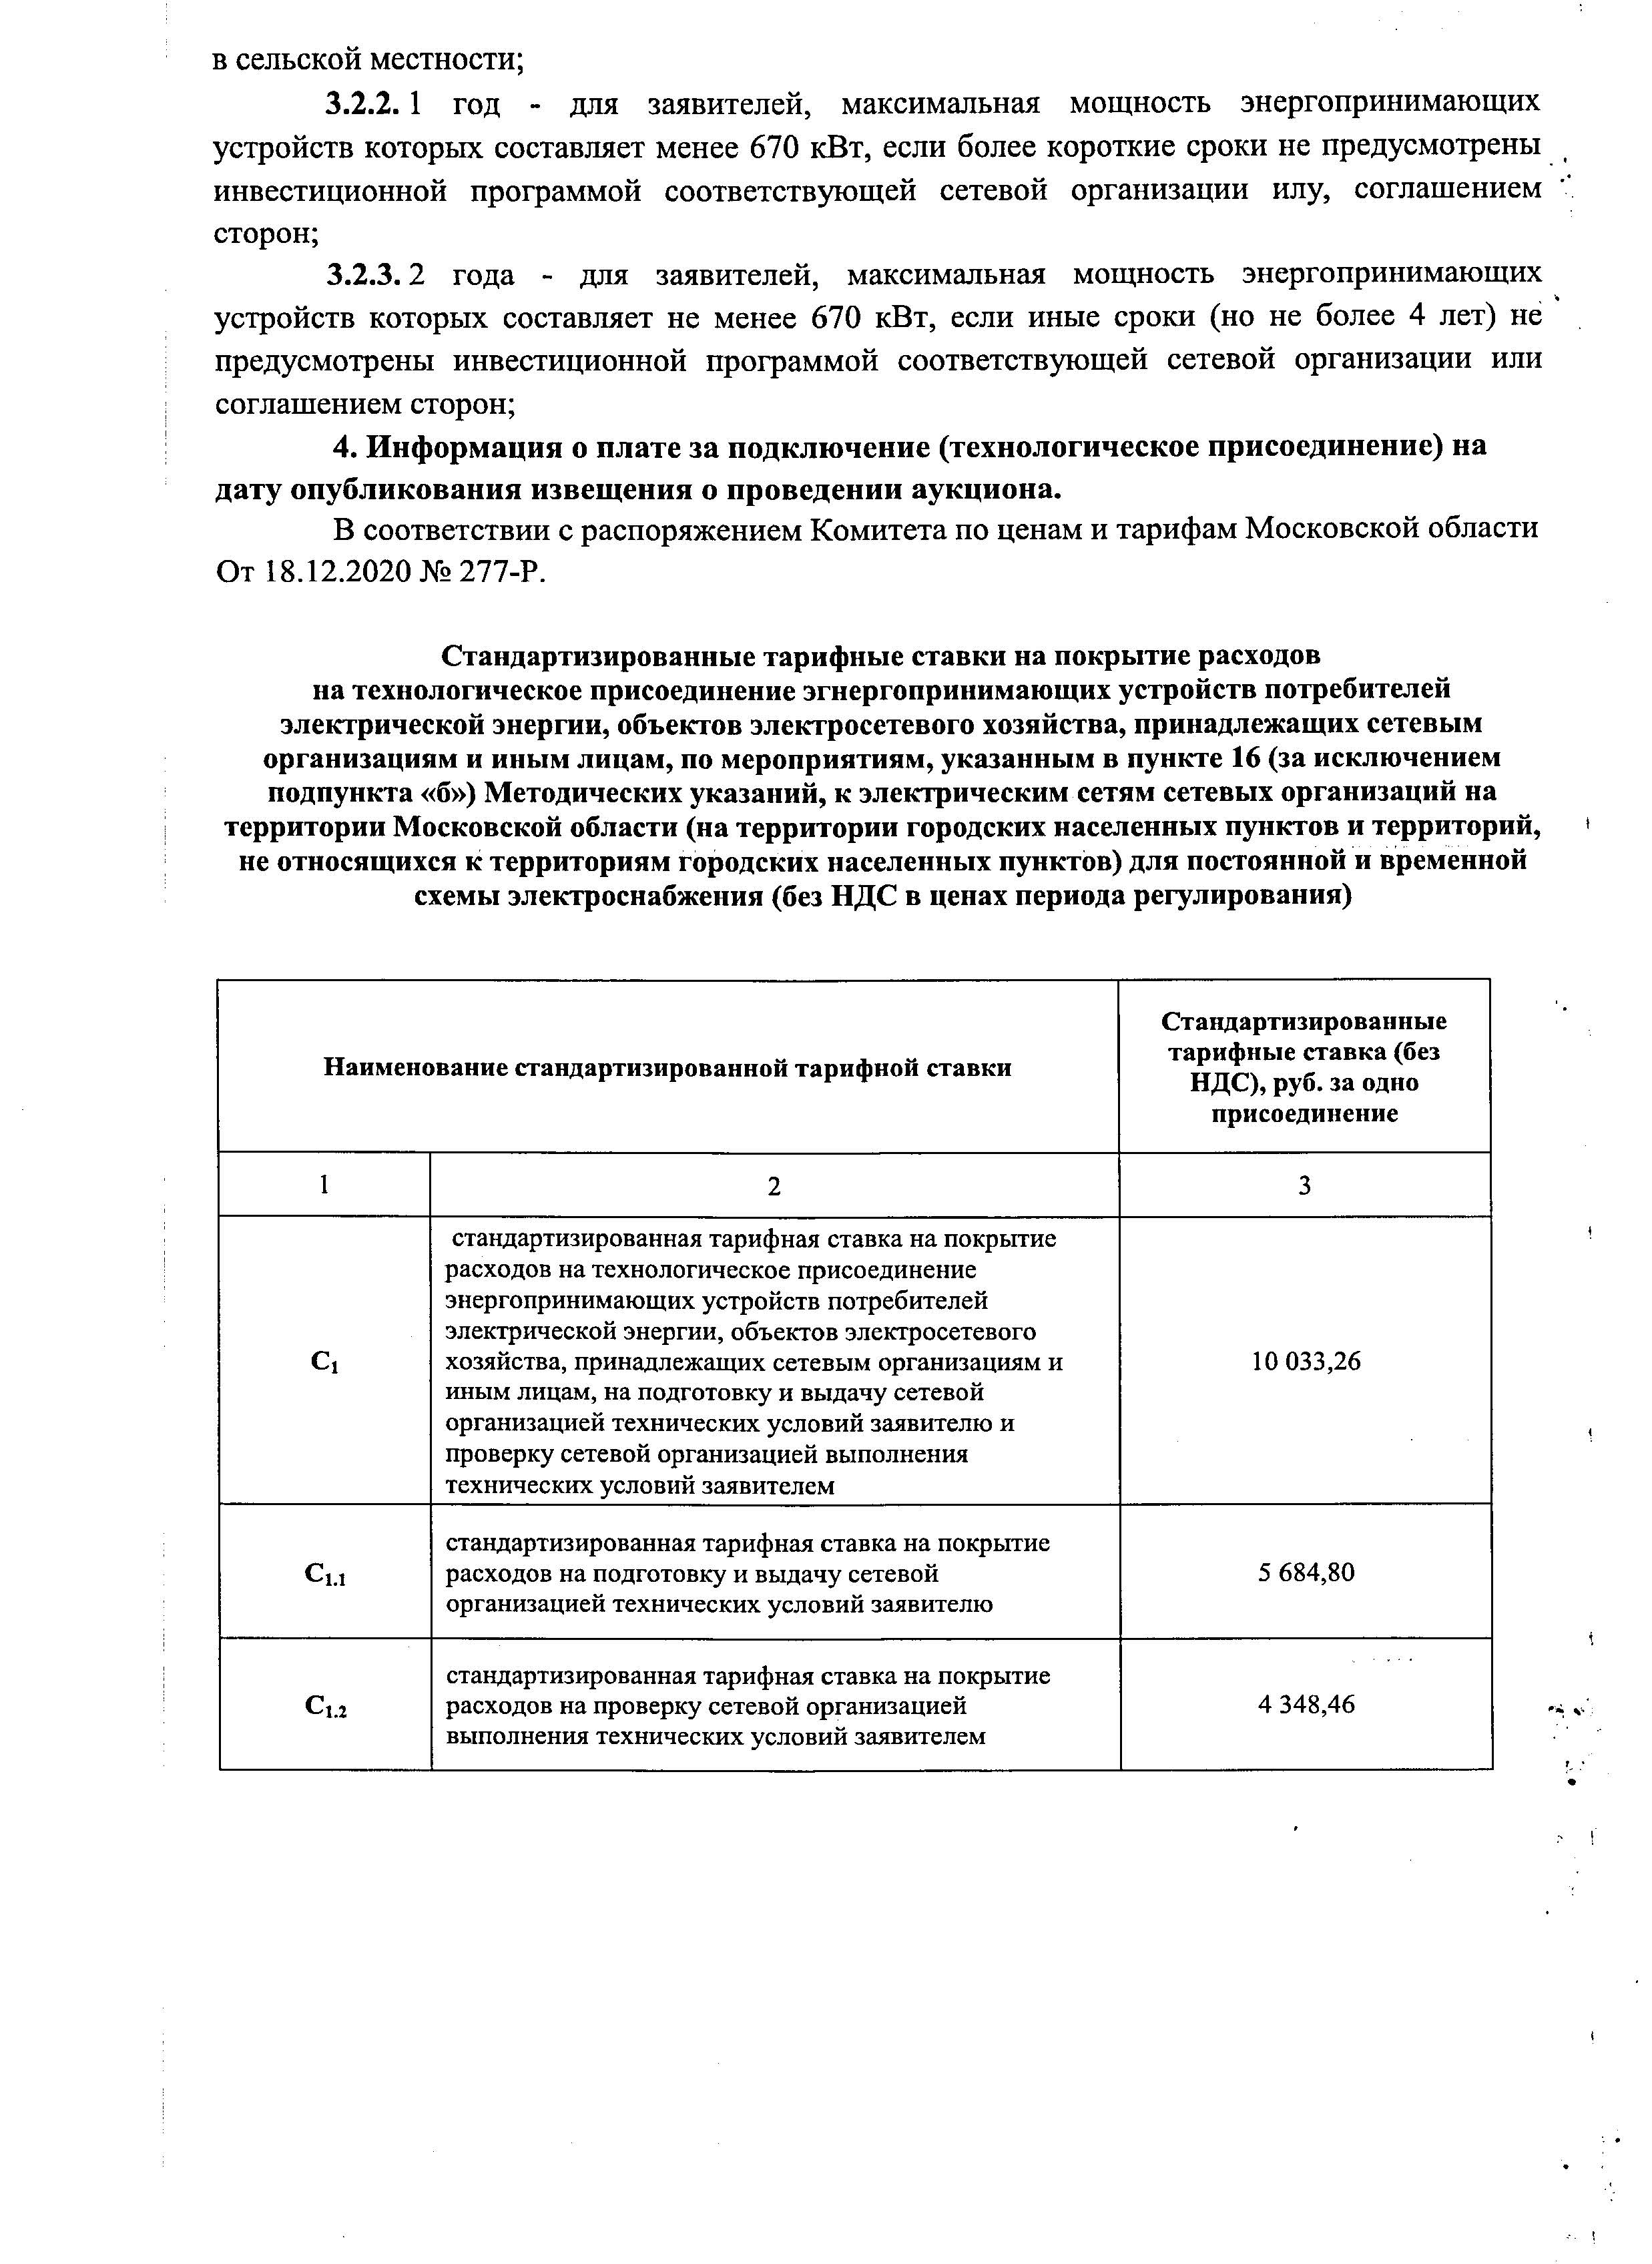 в сельской местности;
3.2.2. 1 год - для заявителей, максимальная мощность энергопринимающих
устройств которых составляет менее 670 кВт, если более короткие сроки не предусмотрены
инвестиционной программой соответствующей сетевой организации илу, соглашением
сторон;
3.2.3. 2 года - для заявителей, максимальная мощность энергопринимающих
устройств которых составляет не менее 670 кВт, если иные сроки (но не более 4 лет) не
предусмотрены инвестиционной программой соответствующей сетевой организации или
соглашением сторон;
4. Информация о плате за подключение (технологическое присоединение) на
дату опубликования извещения о проведении аукциона.
В соответствии с распоряжением Комитета по ценам и тарифам Московской области
От 18.12.2020 № 277-Р.
Стандартизированные тарифные ставки на покрытие расходов
на технологическое присоединение эгнергопринимающих устройств потребителей
электрической энергии, объектов электросетевого хозяйства, принадлежащих сетевым
организациям и иным лицам, по мероприятиям, указанным в пункте 16 (за исключением
подпункта «б») Методических указаний, к электрическим сетям сетевых организаций на
территории Московской области (на территории городских населенных пунктов и территорий,
не относящихся к территориям городских населенных пунктов) для постоянной и временной
схемы электроснабжения (без НДС в ценах периода регулирования)
Наименование стандартизированной тарифной ставки
Стандартизированные
тарифные ставка (без
НДС), руб. за одно
присоединение
1
2
3
С1
стандартизированная тарифная ставка на покрытие
расходов на технологическое присоединение
энергопринимающих устройств потребителей
электрической энергии, объектов электросетевого
хозяйства, принадлежащих сетевым организациям и
иным лицам, на подготовку и выдачу сетевой
организацией технических условий заявителю и
проверку сетевой организацией выполнения
технических условий заявителем
10 033,26
С1.1
стандартизированная тарифная ставка на покрытие
расходов на подготовку и выдачу сетевой
организацией технических условий заявителю
5 684,80
С1.2
стандартизированная тарифная ставка на покрытие
расходов на проверку сетевой организацией
выполнения технических условий заявителем
4 348,46